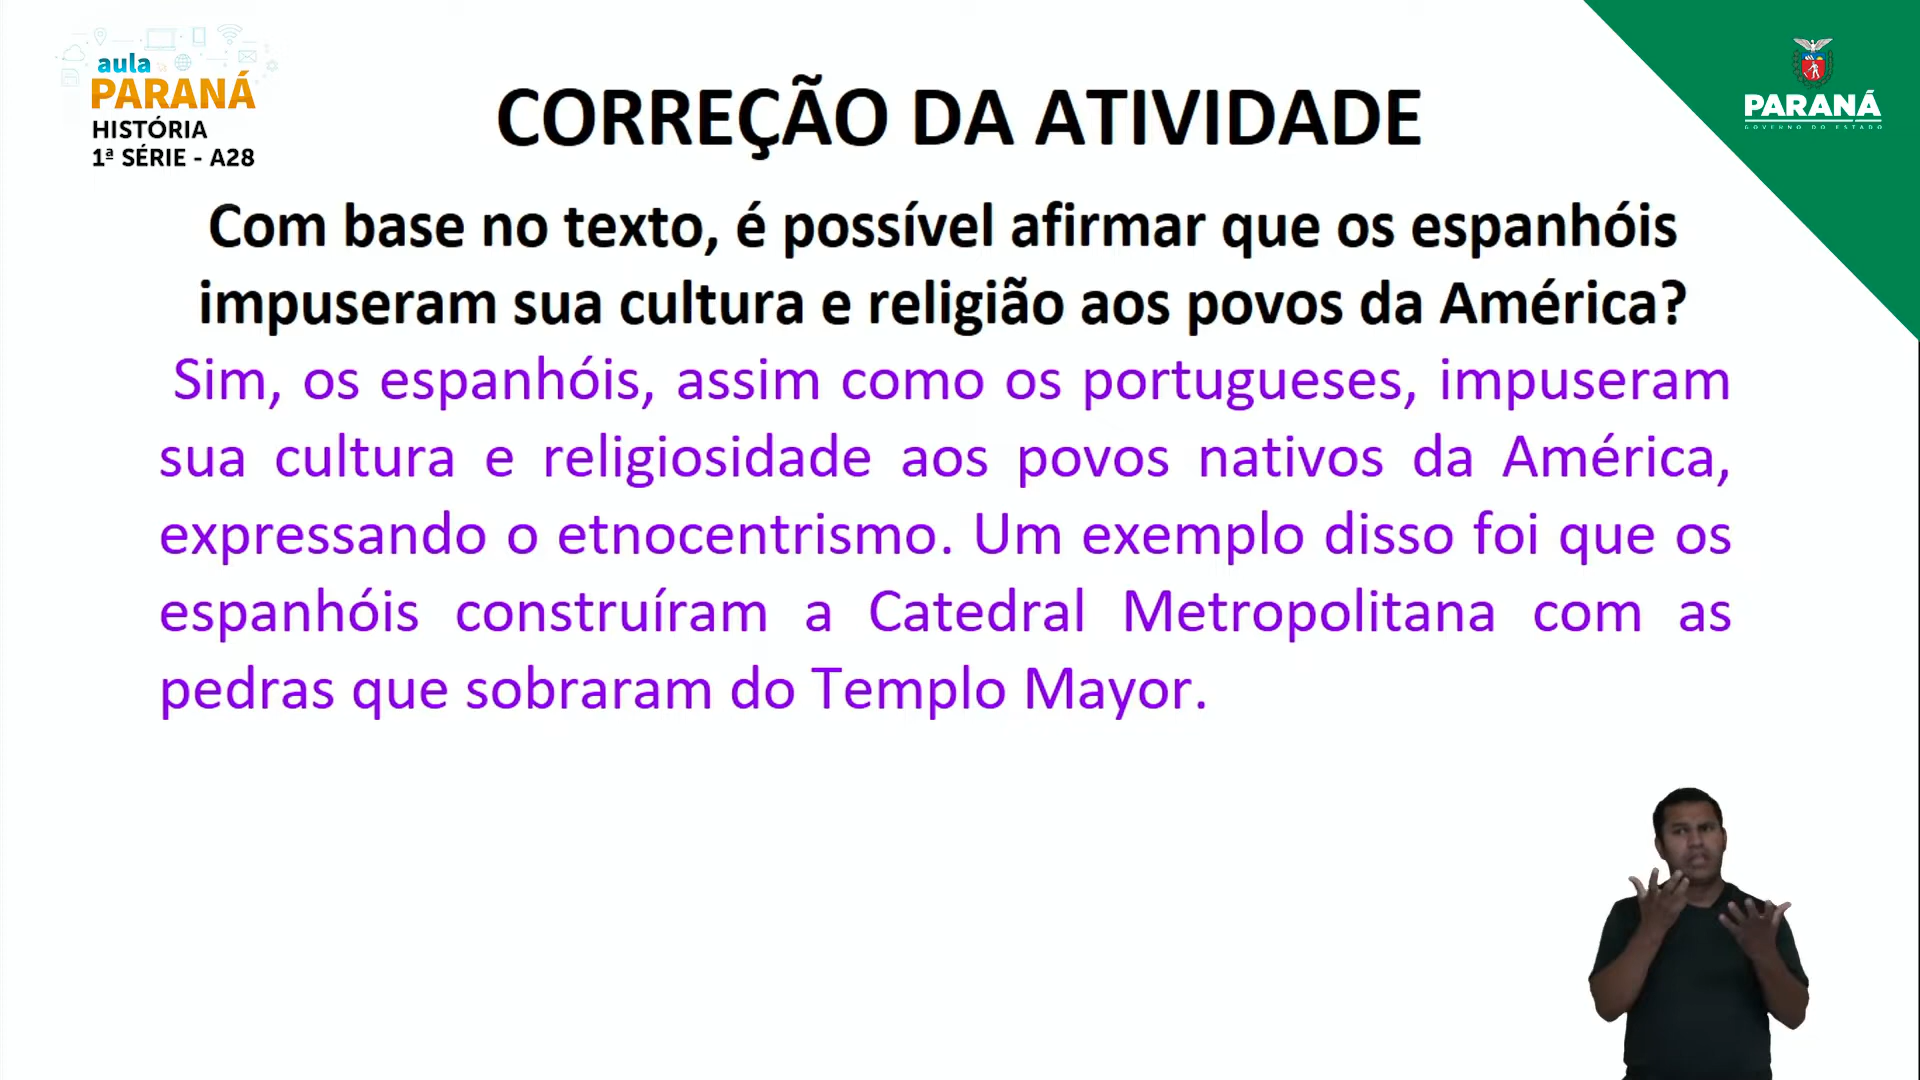 aula
PARANÁ
HISTÓRIA
1ª SÉRIE - A28
PARANÁ
GOVERNO DO ESTADO
CORREÇÃO DA ATIVIDADE
Com base no texto, é possível afirmar que os espanhóis
impuseram sua cultura e religião aos povos da América?
Sim, os espanhóis, assim como os portugueses, impuseram
sua cultura e religiosidade aos povos nativos da América,
expressando o etnocentrismo. Um exemplo disso foi que os
espanhóis construíram a Catedral Metropolitana com as
pedras que sobraram do Templo Mayor.